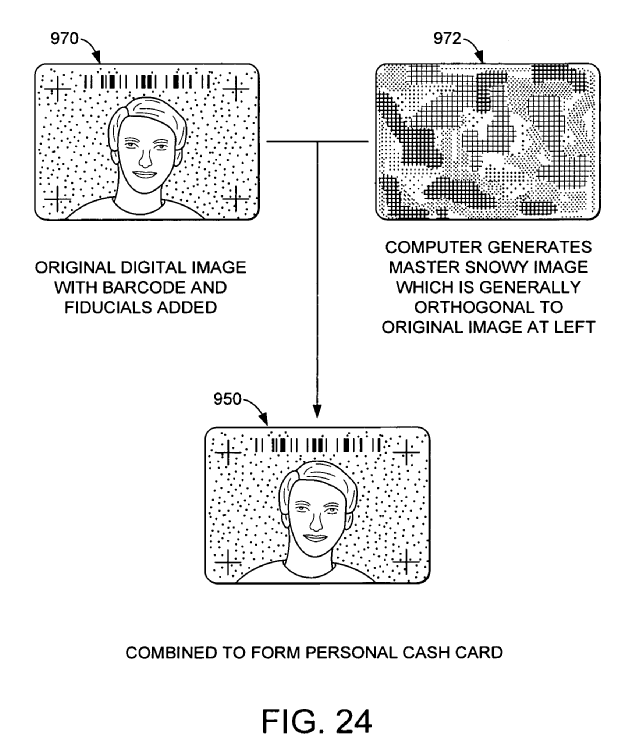 970
972
ORIGINAL DIGITAL IMAGE
WITH BARCODE AND
FIDUCIALS ADDED
COMPUTER GENERATES
MASTER SNOWY IMAGE
WHICH IS GENERALLY
ORTHOGONAL TO
ORIGINAL IMAGE AT LEFT
950
COMBINED TO FORM PERSONAL CASH CARD
FIG. 24